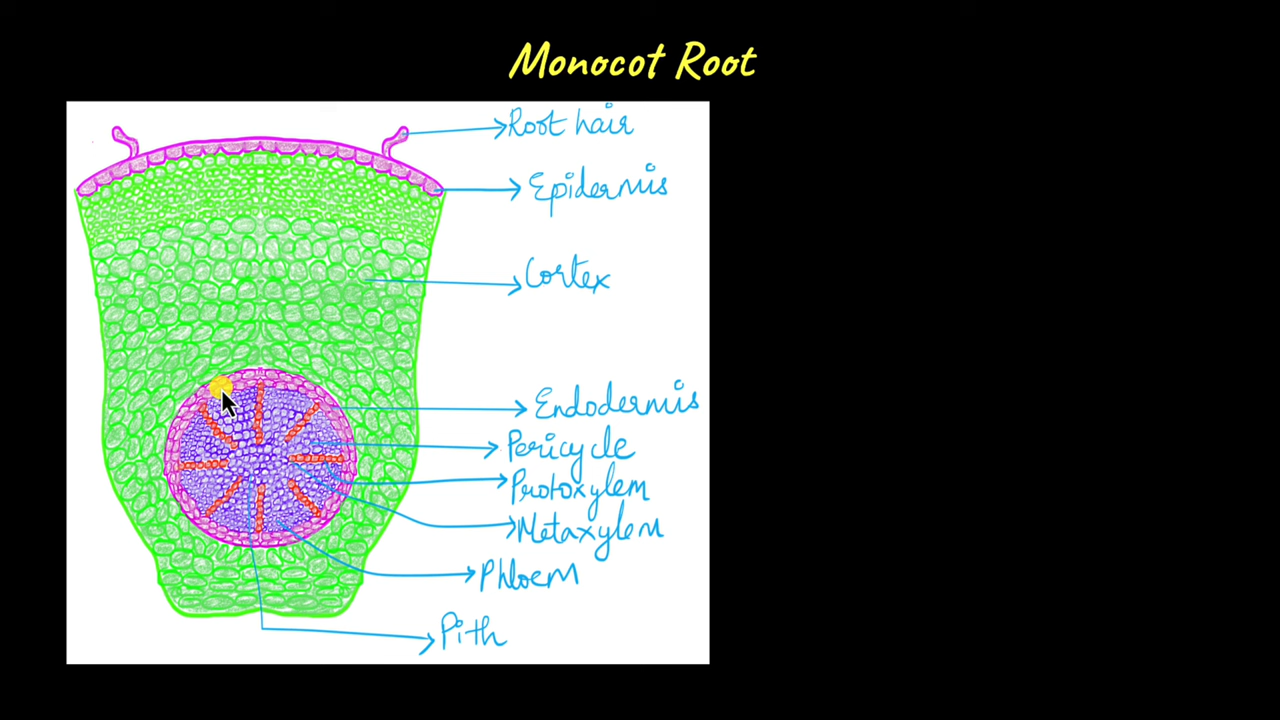 Monocot Root
Root hair
Epidermis
Cortex
Endodermis
Pericycle
Protoxylem
Metaxylem
Phloem
Pith